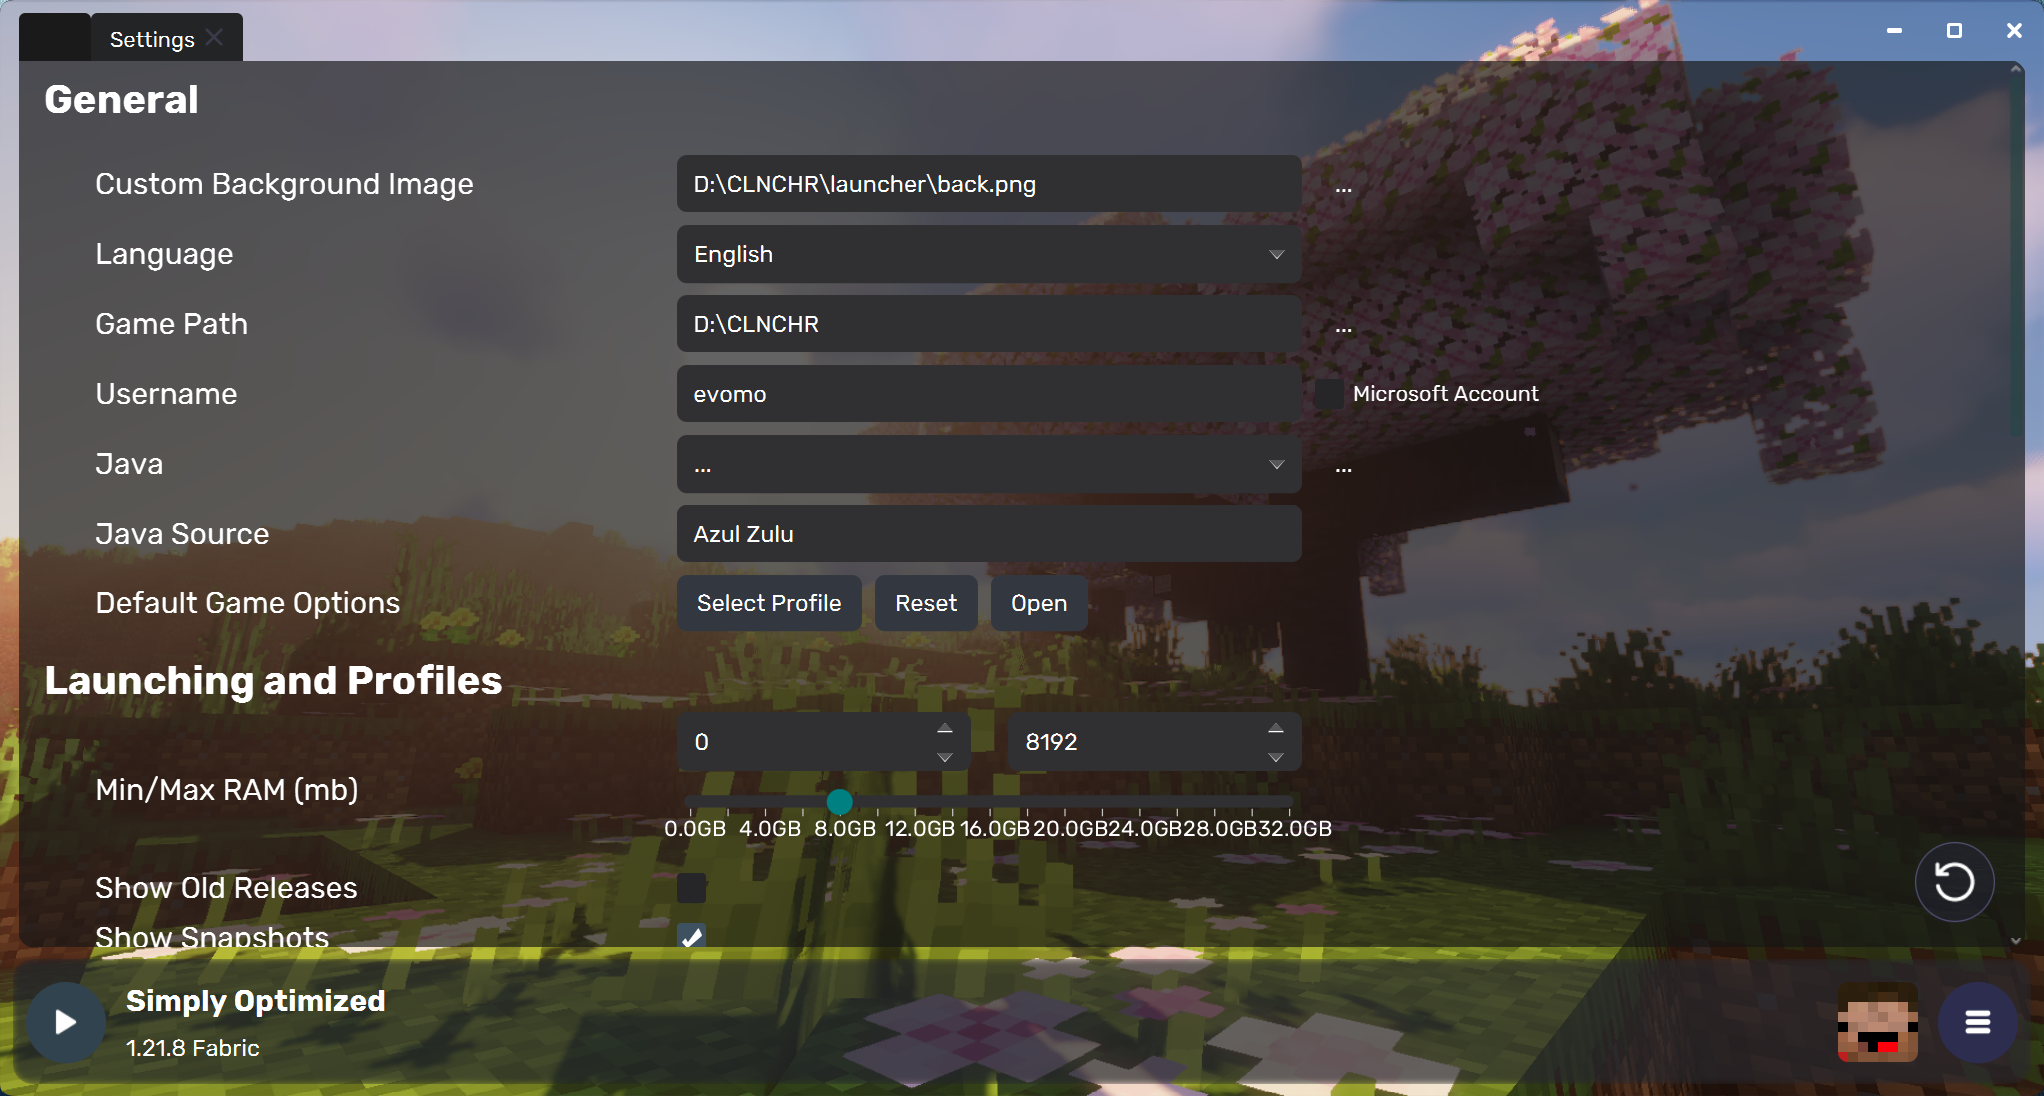 Settings
General
Custom Background Image D:\CLNCHR\launcher\back.png ...
Language English
Game Path D:\CLNCHR ...
Username evomo Microsoft Account
Java ... ...
Java Source Azul Zulu
Default Game Options Select Profile Reset Open
Launching and Profiles
0 8192
Min/Max RAM (mb)
0.0GB 4.0GB 8.0GB 12.0GB 16.0GB 20.0GB 24.0GB 28.0GB 32.0GB
Show Old Releases
Show Snapshots
Simply Optimized
1.21.8 Fabric